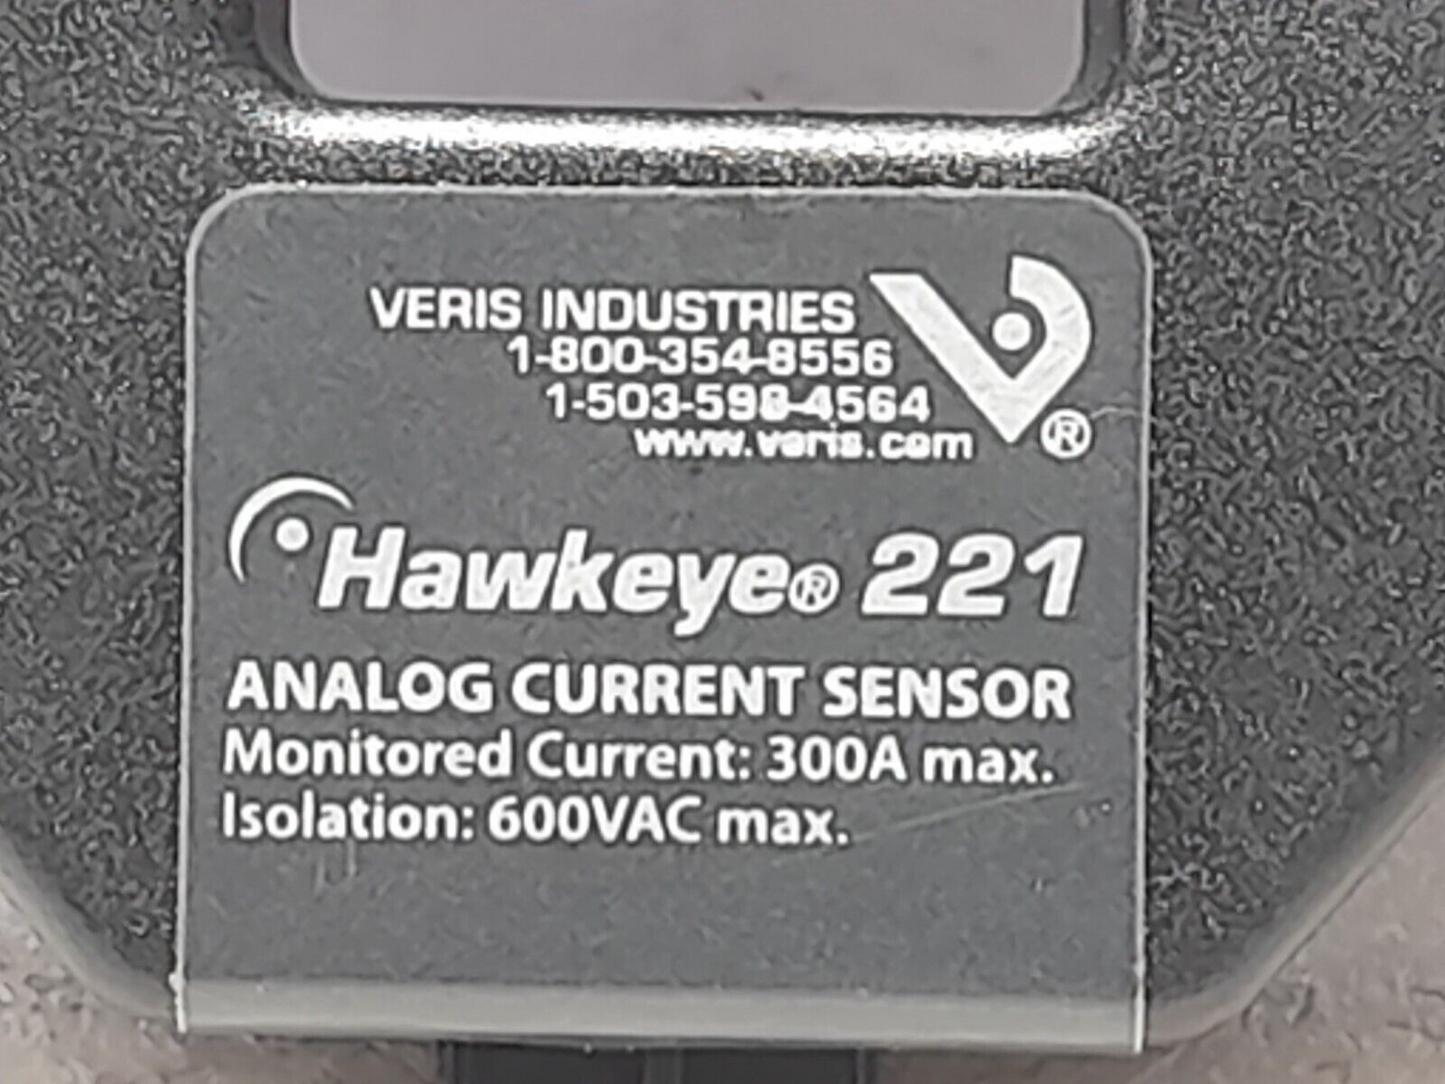 VERIS INDUSTRIES
1-800-354-8556
1-503-598-4564
www.veris.com
®
Hawkeye® 221
ANALOG CURRENT SENSOR
Monitored Current: 300A max.
Isolation: 600VAC max.